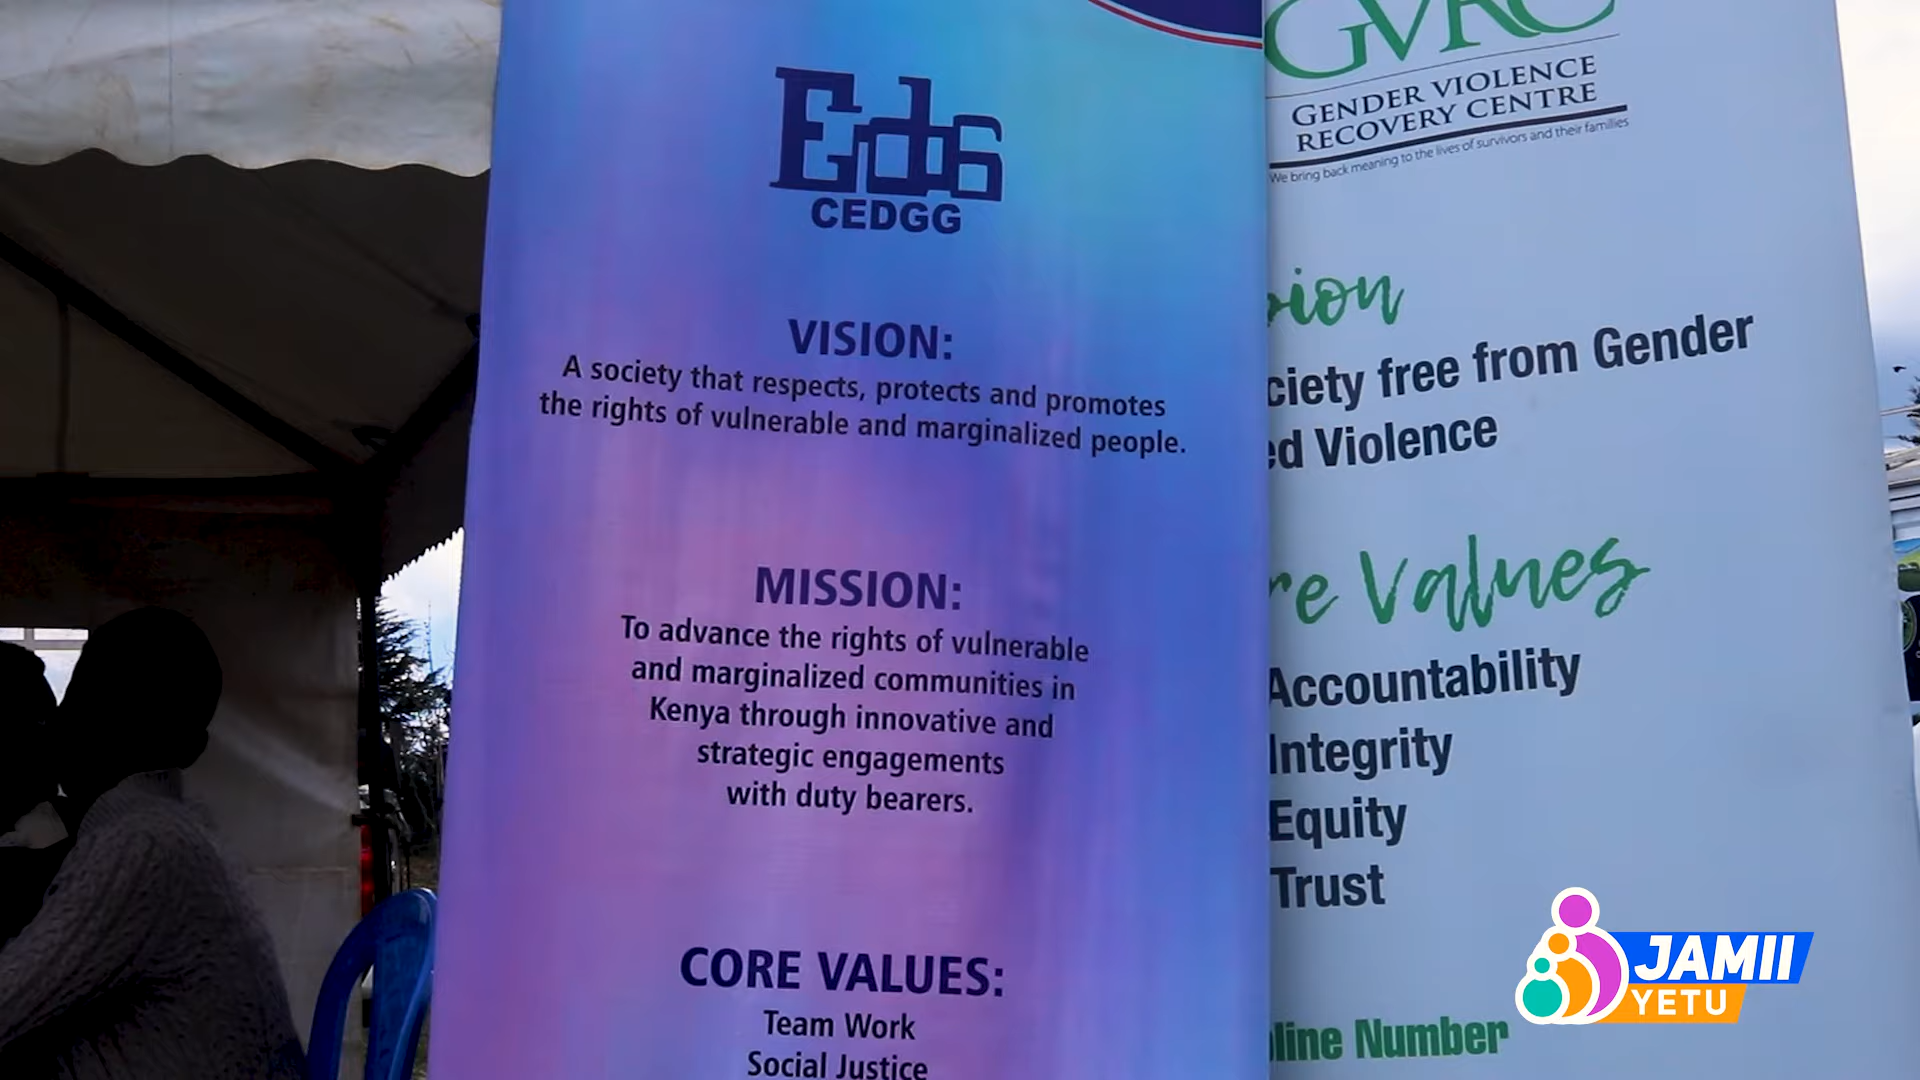 CEDGG
VISION:
A society that respects, protects and promotes
the rights of vulnerable and marginalized people.
MISSION:
To advance the rights of vulnerable
and marginalized communities in
Kenya through innovative and
strategic engagements
with duty bearers.
CORE VALUES:
Team Work
Social Justice
GVRC
GENDER VIOLENCE
RECOVERY CENTRE
We bring back meaning to the lives of survivors and their families
free from Gender
Violence
Values
Accountability
Integrity
Equity
Trust
Number
JAMII
YETU